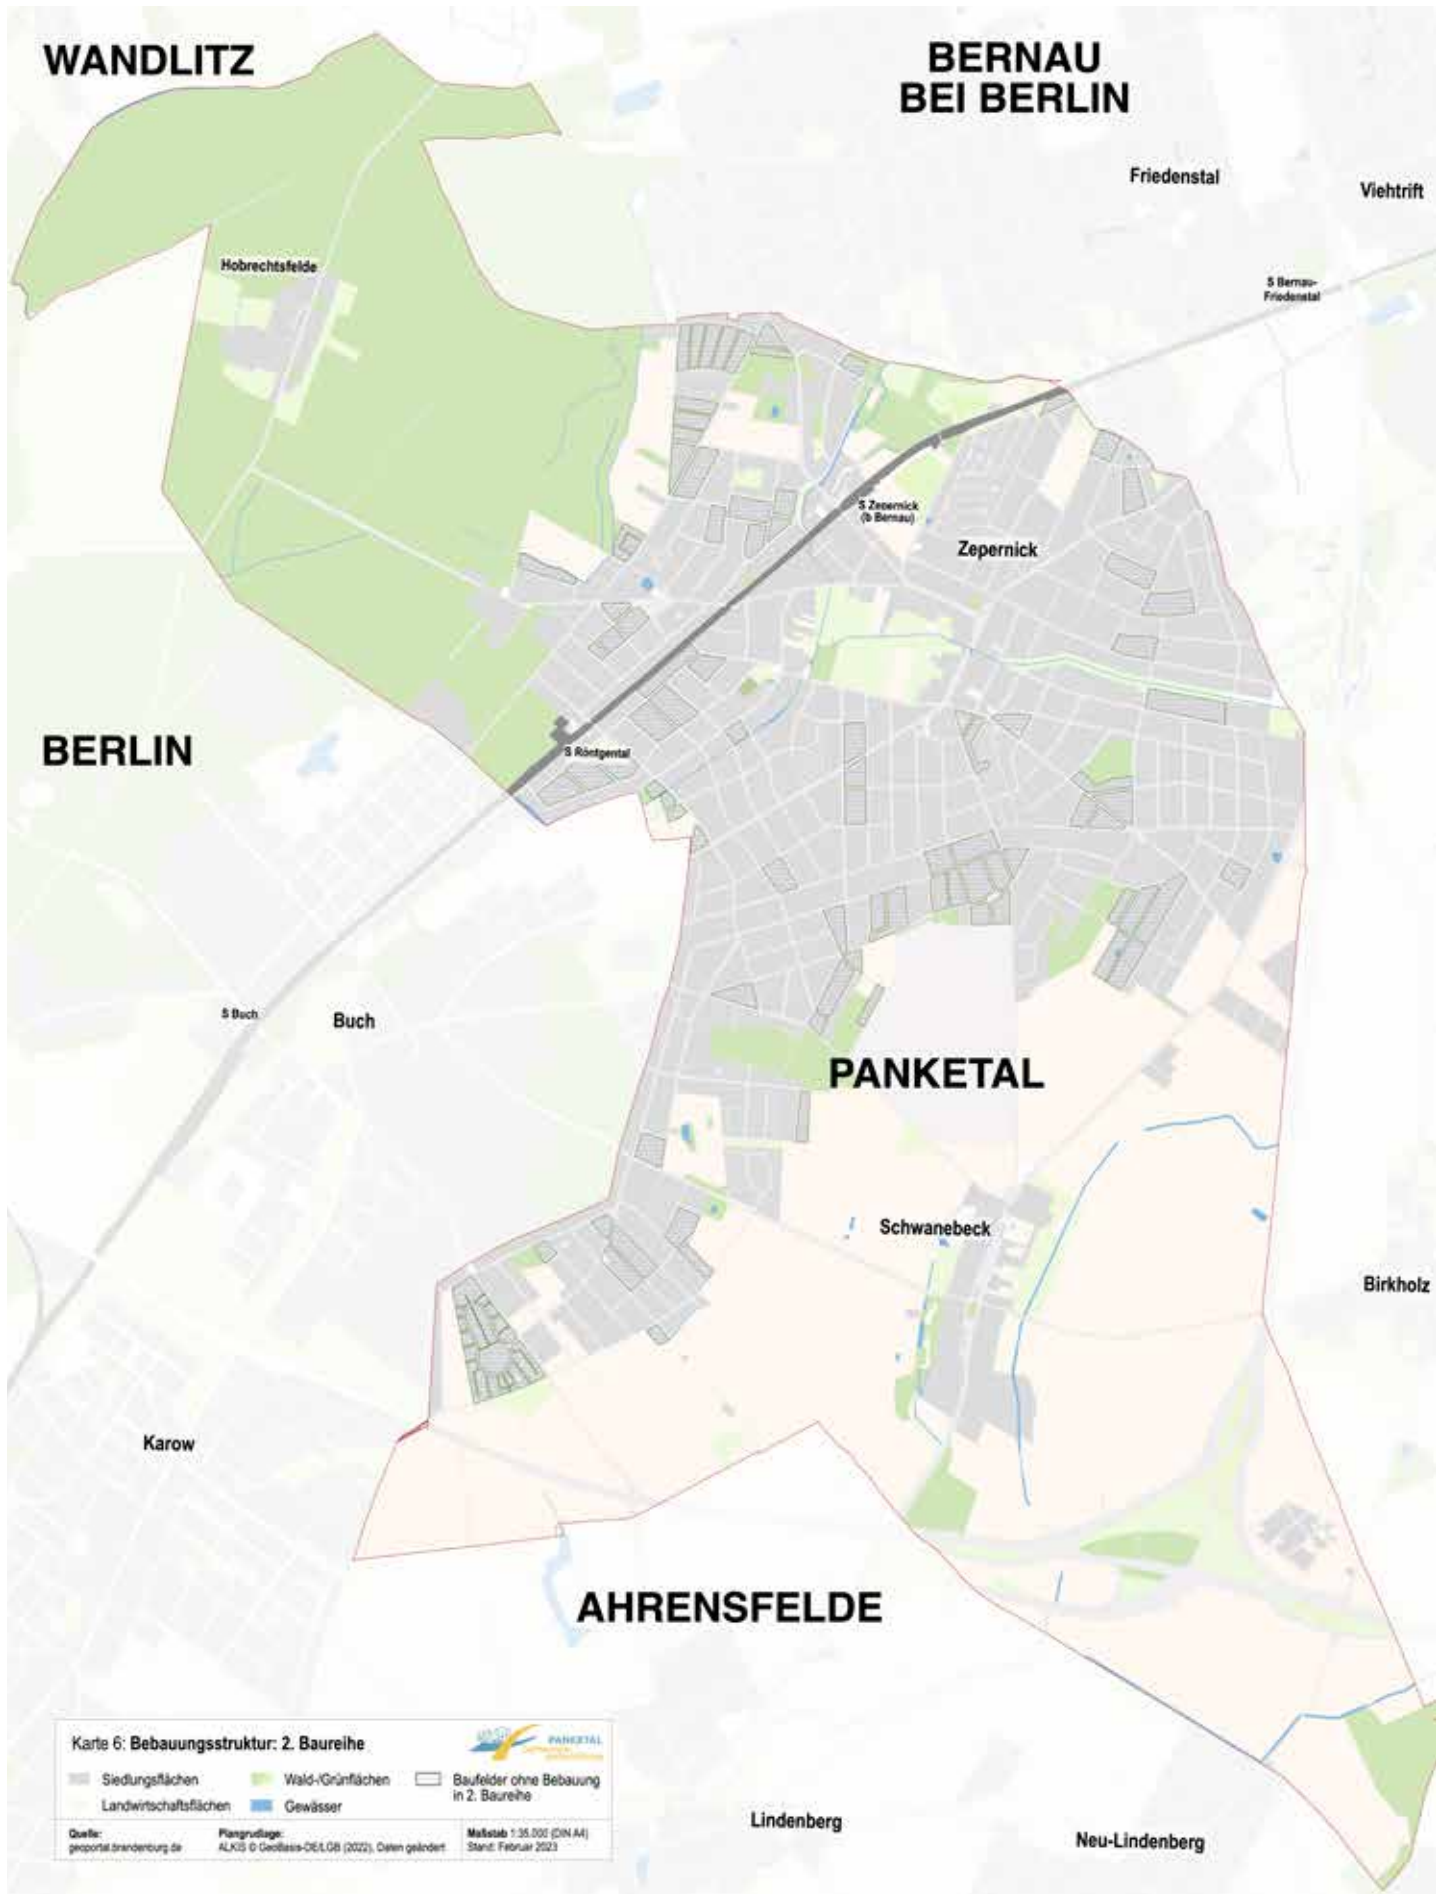 WANDLITZ
BERNAU
BEI BERLIN
Friedenstal
Viehtrift
Hobrechtsfelde
S Bernau-
Friedenstal
S Zepernick
(b Bernau)
Zepernick
BERLIN
S Röntgental
S Buch
Buch
PANKETAL
Schwanebeck
Birkholz
Karow
AHRENSFELDE
Karte 6: Bebauungsstruktur: 2. Baureihe
PANKETAL
Siedlungsflächen
Wald-/Grünflächen
Baufelder ohne Bebauung
in 2. Baureihe
Landwirtschaftsflächen
Gewässer
Quelle:
geoportal.brandenburg.de
Plangrudlage:
ALKIS © GeoBasis-DE/LGB (2022), Daten geändert
Maßstab 1:35.000 (DIN A4)
Stand: Februar 2023
Lindenberg
Neu-Lindenberg